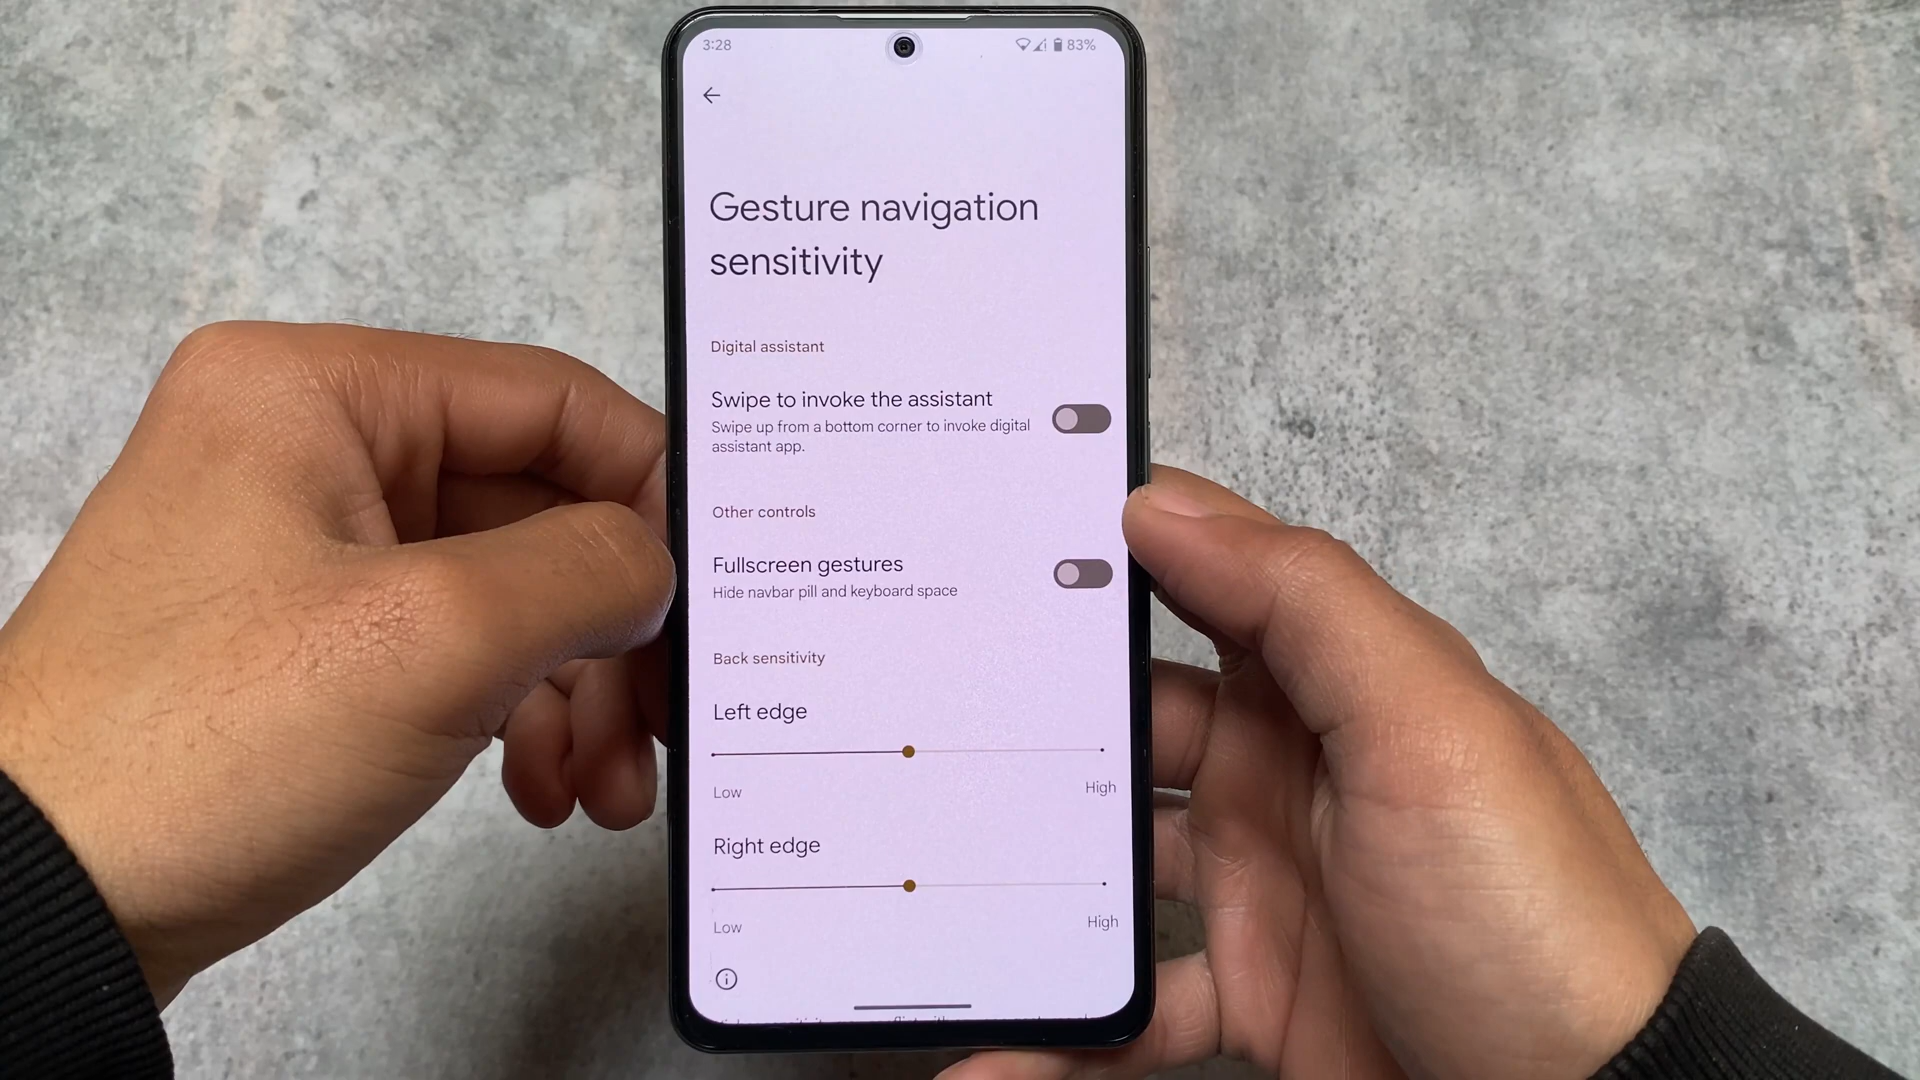 3:28
83%
Gesture navigation
sensitivity
Digital assistant
Swipe to invoke the assistant
Swipe up from a bottom corner to invoke digital
assistant app.
Other controls
Fullscreen gestures
Hide navbar pill and keyboard space
Back sensitivity
Left edge
Low
High
Right edge
Low
High